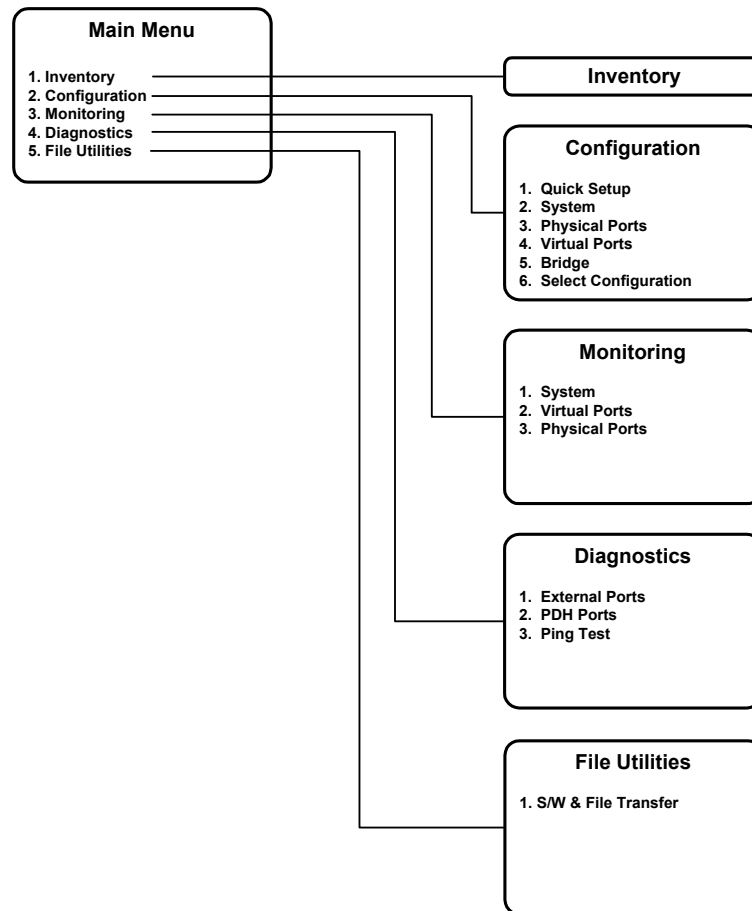 Main Menu
1. Inventory
2. Configuration
3. Monitoring
4. Diagnostics
5. File Utilities
Inventory
Configuration
1. Quick Setup
2. System
3. Physical Ports
4. Virtual Ports
5. Bridge
6. Select Configuration
Monitoring
1. System
2. Virtual Ports
3. Physical Ports
Diagnostics
1. External Ports
2. PDH Ports
3. Ping Test
File Utilities
1. S/W & File Transfer